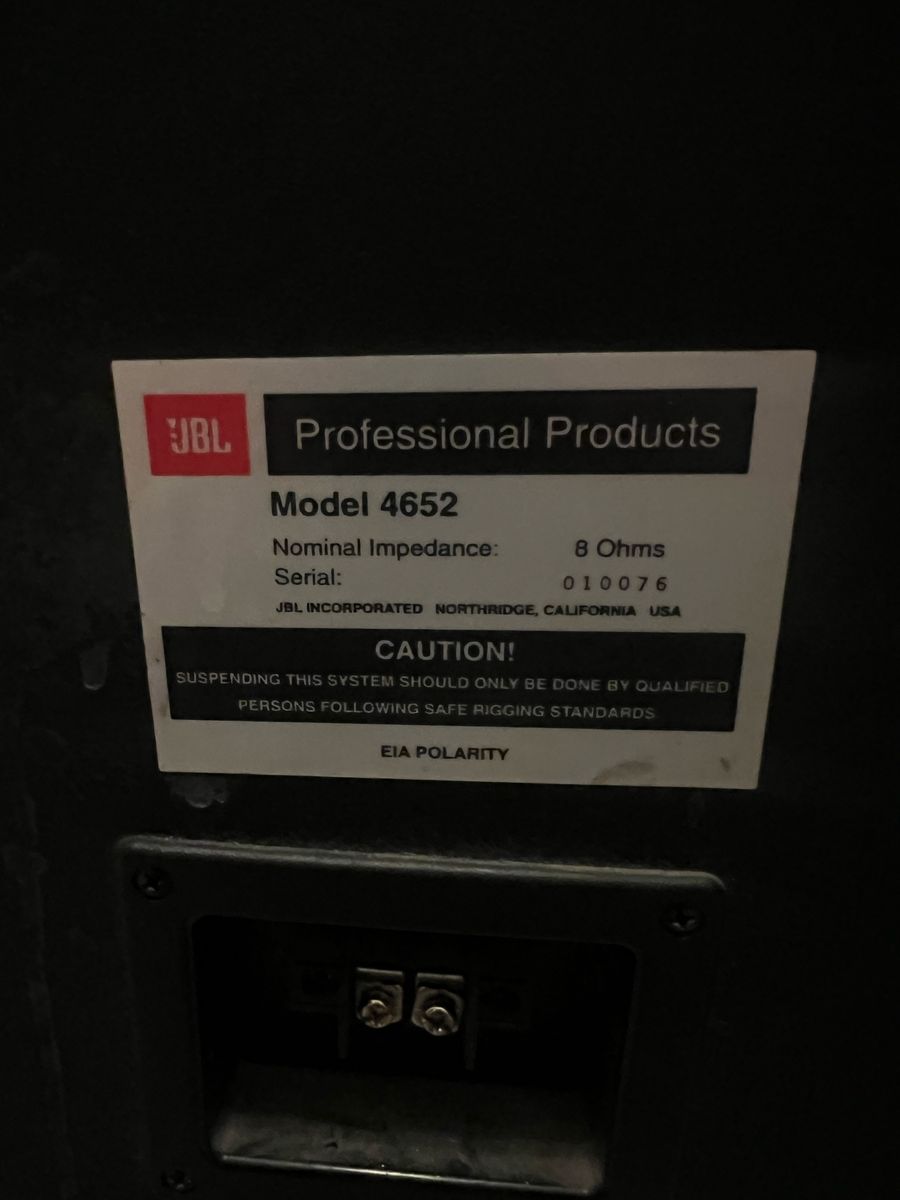 JBL Professional Products
Model 4652
Nominal Impedance: 8 Ohms
Serial: 010076
JBL INCORPORATED NORTHRIDGE, CALIFORNIA USA
CAUTION!
SUSPENDING THIS SYSTEM SHOULD ONLY BE DONE BY QUALIFIED
PERSONS FOLLOWING SAFE RIGGING STANDARDS
EIA POLARITY